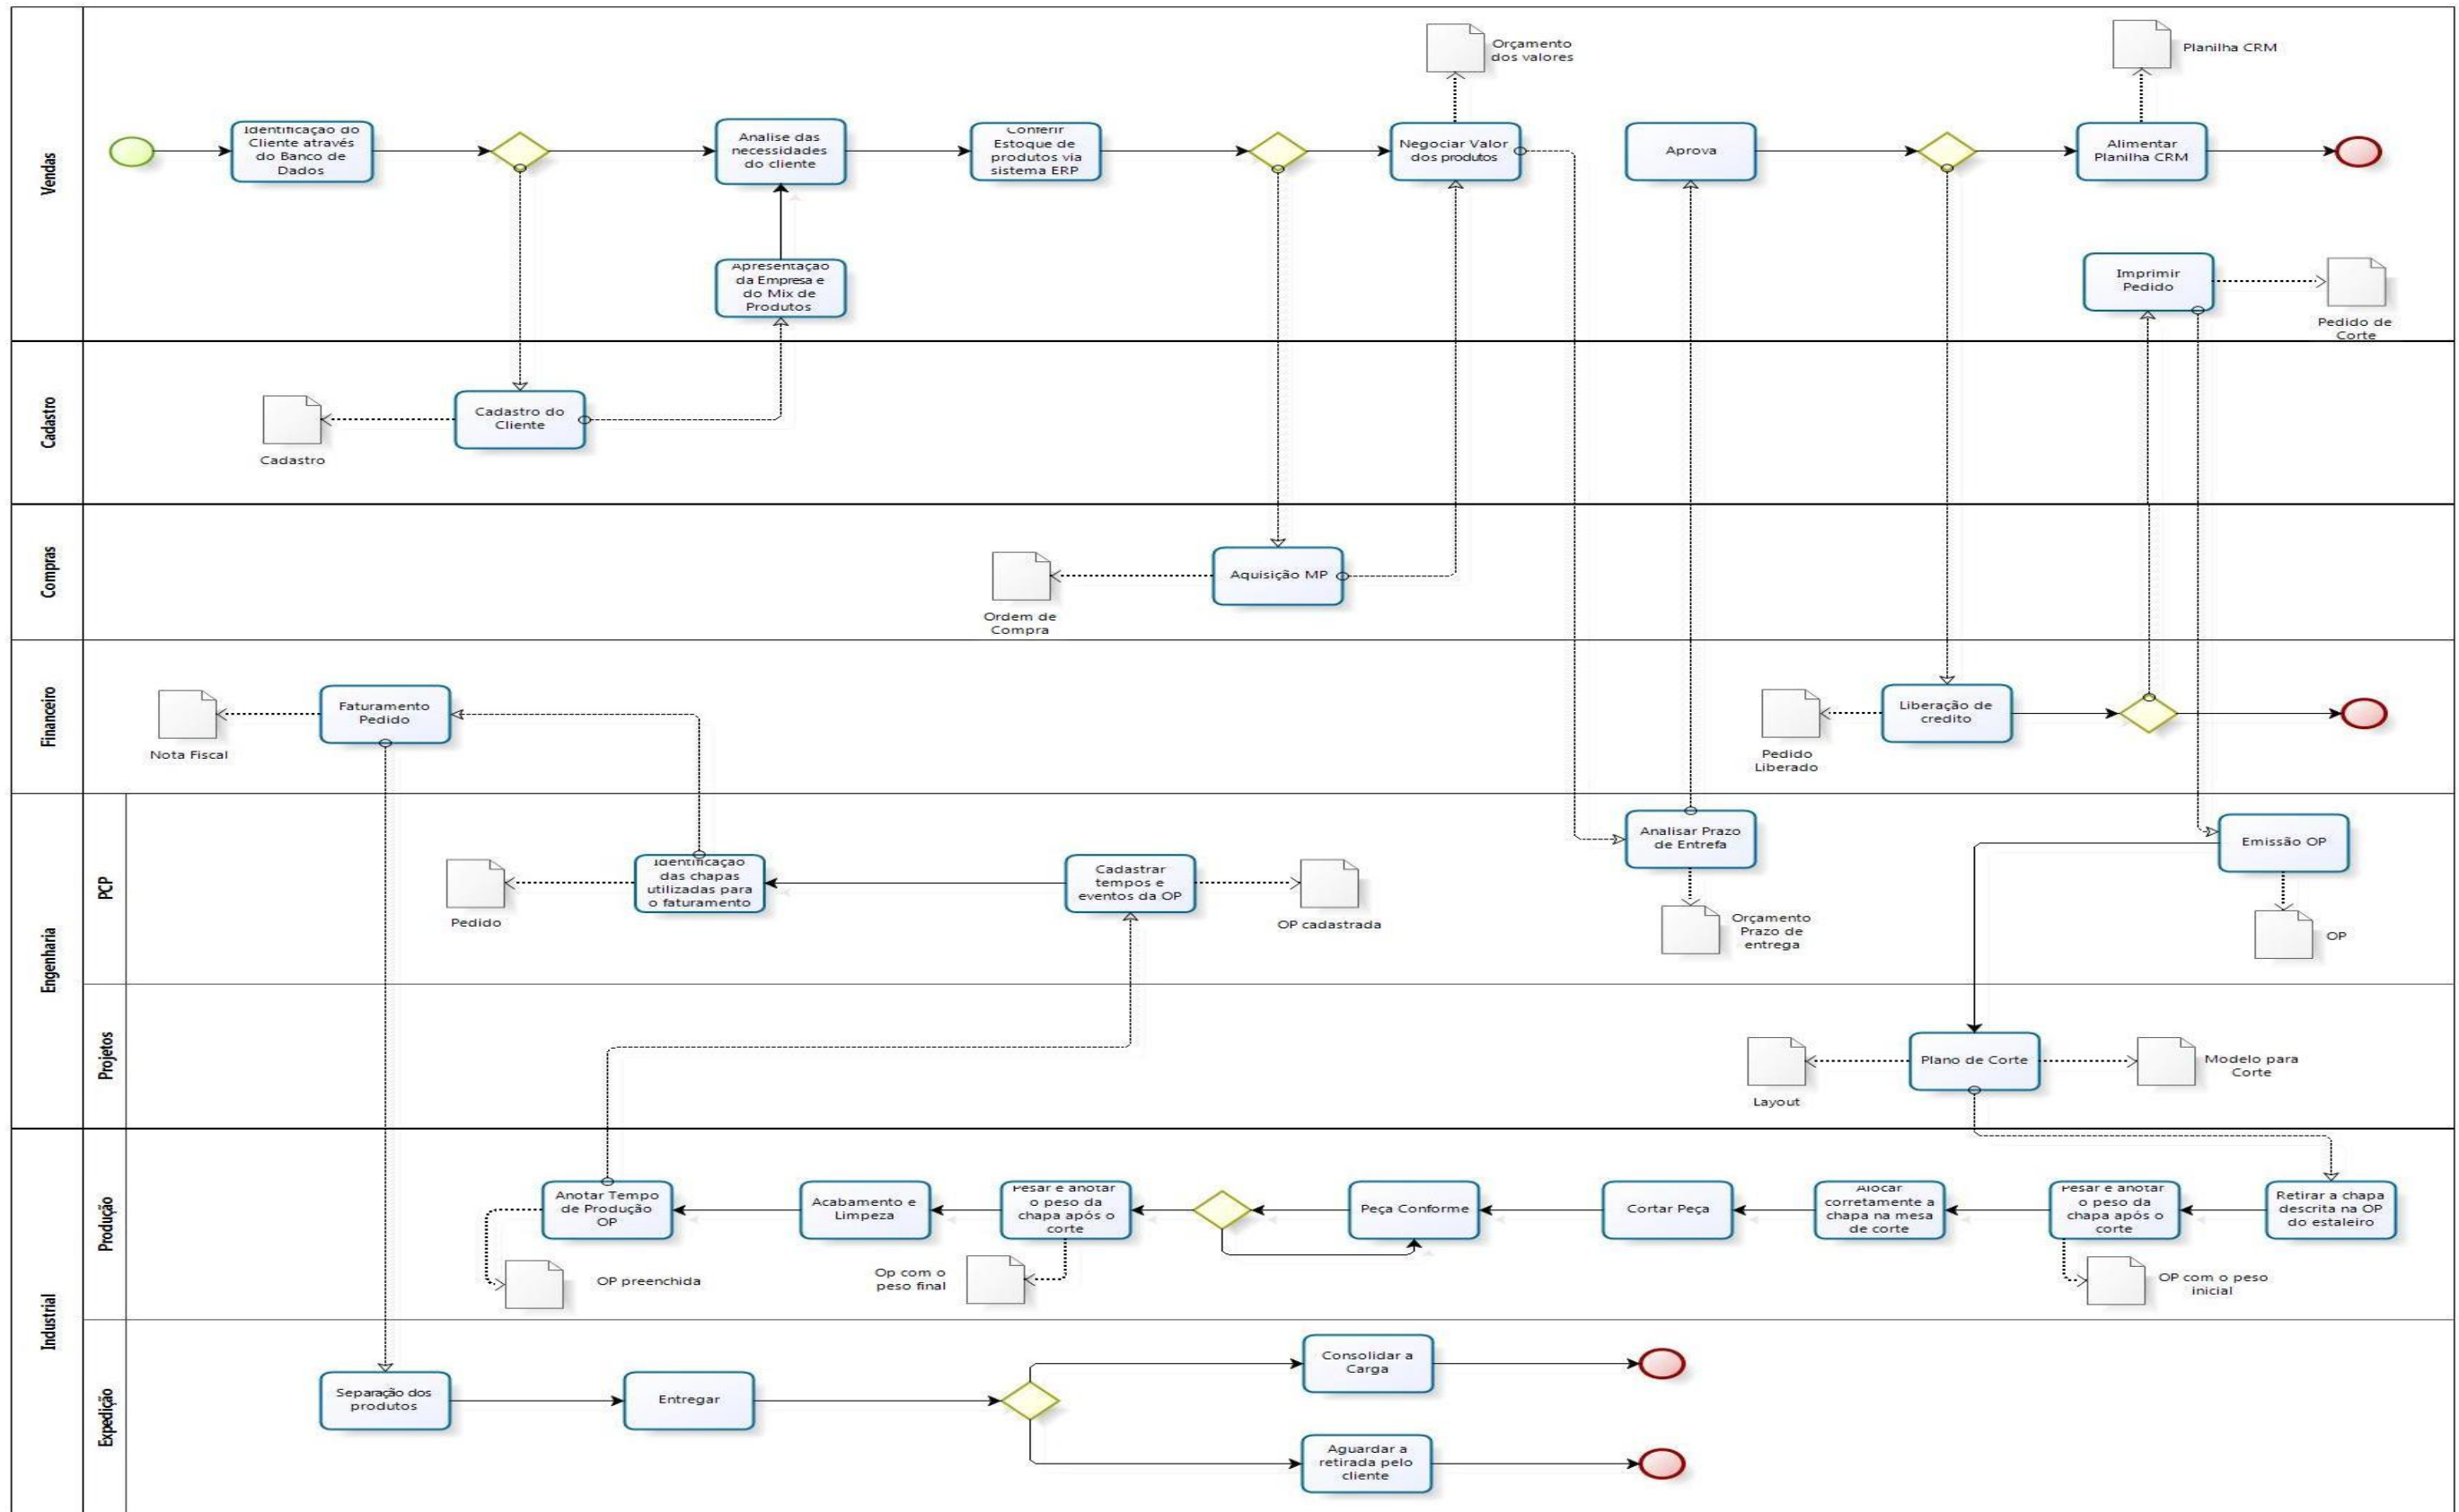 Vendas
Orçamento
dos valores
Planilha CRM
Identificação do
Cliente através
do Banco de
Dados
Analise das
necessidades
do cliente
Conferir
Estoque de
produtos via
sistema ERP
Negociar Valor
dos produtos
Aprova
Alimentar
Planilha CRM
Apresentação
da Empresa e
do Mix de
Produtos
Imprimir
Pedido
Pedido de
Corte
Cadastro
Cadastro do
Cliente
Cadastro
Compras
Aquisição MP
Ordem de
Compra
Financeiro
Faturamento
Pedido
Nota Fiscal
Liberação de
credito
Pedido
Liberado
Engenharia
PCP
Analisar Prazo
de Entrefa
Emissão OP
Identificação
das chapas
utilizadas para
o faturamento
Pedido
Cadastrar
tempos e
eventos da OP
OP cadastrada
Orçamento
Prazo de
entrega
OP
Projetos
Plano de Corte
Layout
Modelo para
Corte
Industrial
Produção
Anotar Tempo
de Produção
OP
Acabamento e
Limpeza
Pesar e anotar
o peso da
chapa após o
corte
Peça Conforme
Cortar Peça
Alocar
corretamente a
chapa na mesa
de corte
Pesar e anotar
o peso da
chapa após o
corte
Retirar a chapa
descrita na OP
do estaleiro
OP preenchida
Op com o
peso final
OP com o peso
inicial
Expedição
Separação dos
produtos
Entregar
Consolidar a
Carga
Aguardar a
retirada pelo
cliente